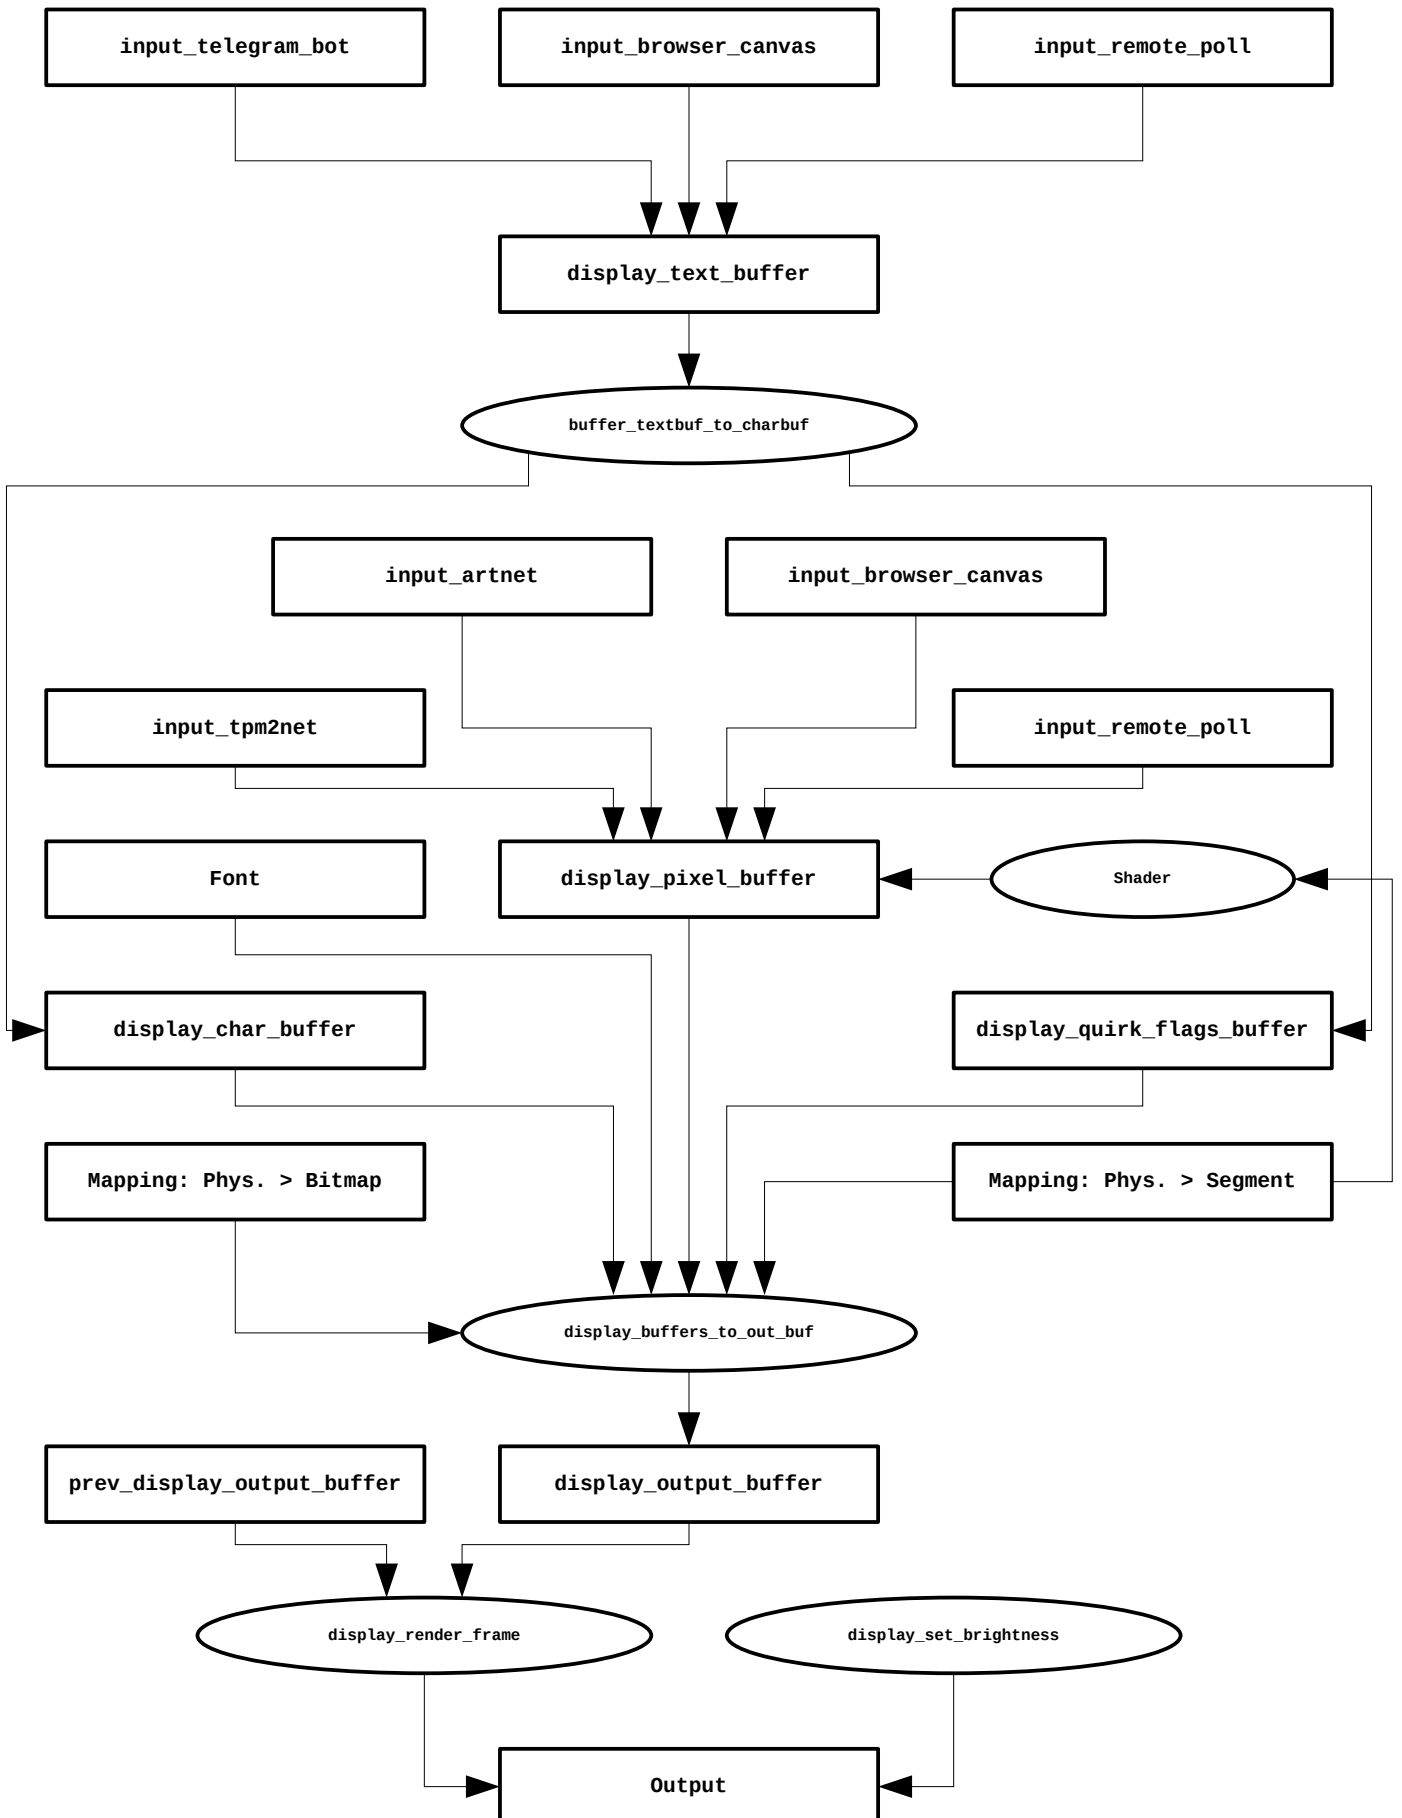 input_telegram_bot
input_browser_canvas
input_remote_poll
display_text_buffer
buffer_textbuf_to_charbuf
input_artnet
input_browser_canvas
input_tpm2net
input_remote_poll
Font
display_pixel_buffer
Shader
display_char_buffer
display_quirk_flags_buffer
Mapping: Phys. > Bitmap
Mapping: Phys. > Segment
display_buffers_to_out_buf
prev_display_output_buffer
display_output_buffer
display_render_frame
display_set_brightness
Output